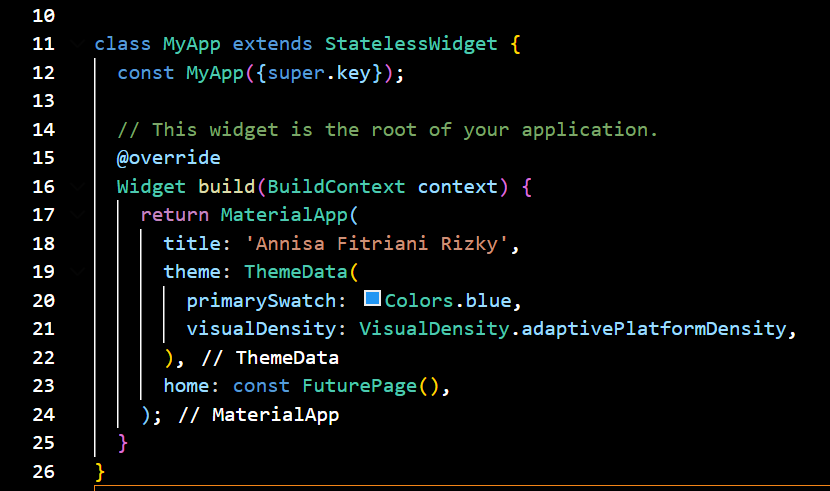 10
11 class MyApp extends StatelessWidget {
12 const MyApp({super.key});
13
14 // This widget is the root of your application.
15 @override
16 Widget build(BuildContext context) {
17 return MaterialApp(
18 title: 'Annisa Fitriani Rizky',
19 theme: ThemeData(
20 primarySwatch: Colors.blue,
21 visualDensity: VisualDensity.adaptivePlatformDensity,
22 ), // ThemeData
23 home: const FuturePage(),
24 ); // MaterialApp
25 }
26 }